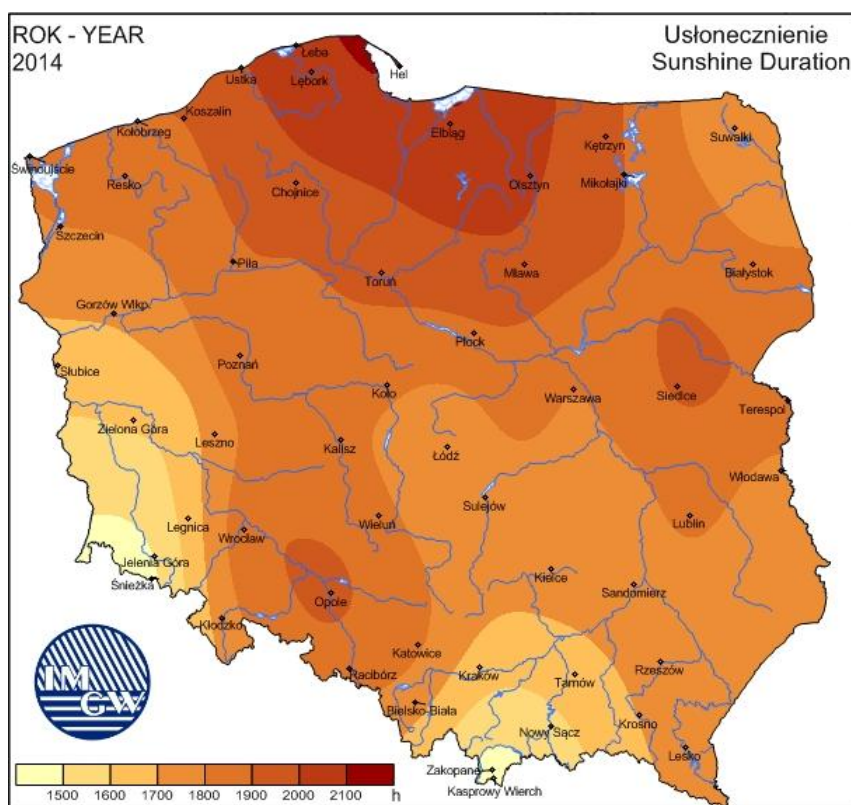 ROK - YEAR
2014
Usłonecznienie
Sunshine Duration
Łeba
Hel
Ustka
Lębork
Koszalin
Kołobrzeg
Elbląg
Suwałki
Kętrzyn
Świnoujście
Resko
Chojnice
Olsztyn
Mikołajki
Szczecin
Piła
Toruń
Mława
Białystok
Gorzów Wlkp.
Płock
Słubice
Poznań
Koło
Warszawa
Siedlce
Terespol
Zielona Góra
Leszno
Kalisz
Łódź
Włodawa
Sulejów
Legnica
Wrocław
Wieluń
Lublin
Jelenia Góra
Śnieżka
Kielce
Sandomierz
Opole
Kłodzko
Katowice
Racibórz
Kraków
Tarnów
Rzeszów
Bielsko-Biała
Nowy Sącz
Krosno
Lesko
Zakopane
Kasprowy Wierch
IM
GW
1500 1600 1700 1800 1900 2000 2100 h